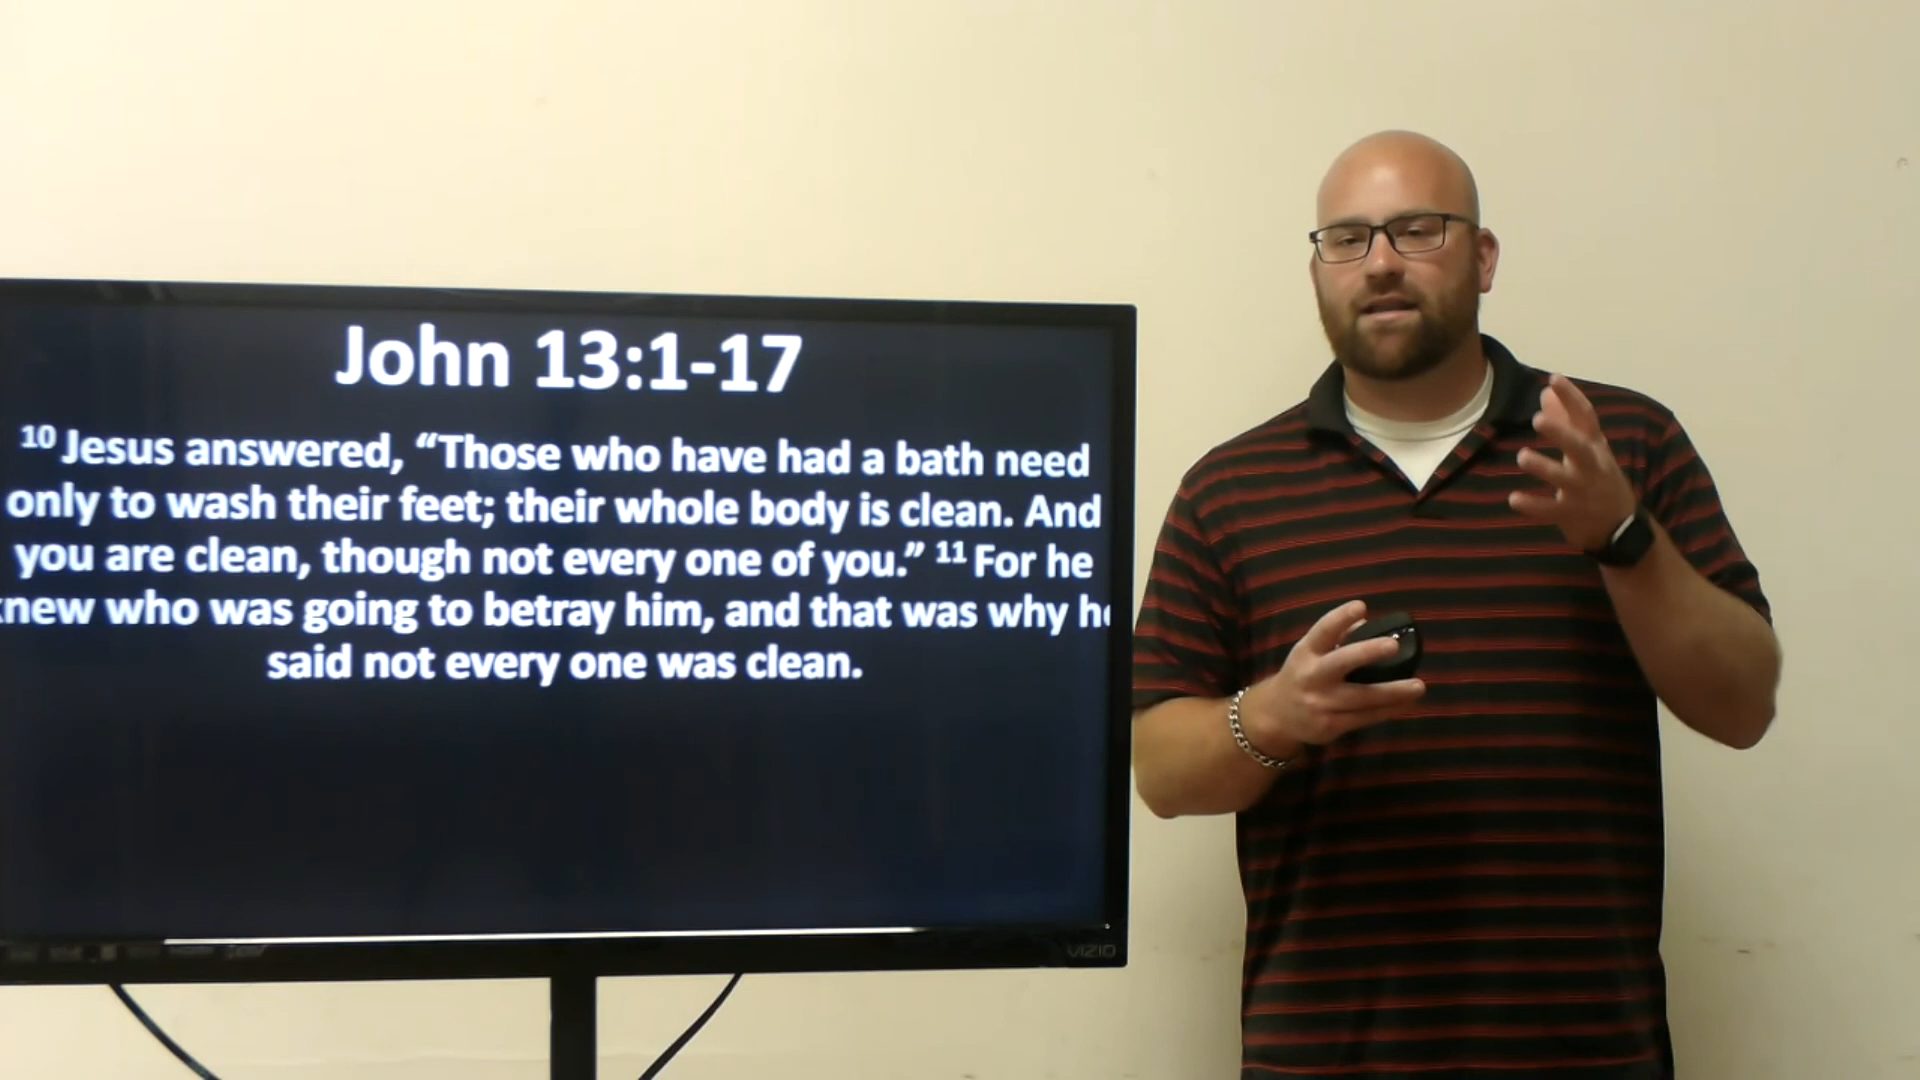 John 13:1-17
10 Jesus answered, “Those who have had a bath need
only to wash their feet; their whole body is clean. And
you are clean, though not every one of you.” 11 For he
knew who was going to betray him, and that was why he
said not every one was clean.
VIZIO